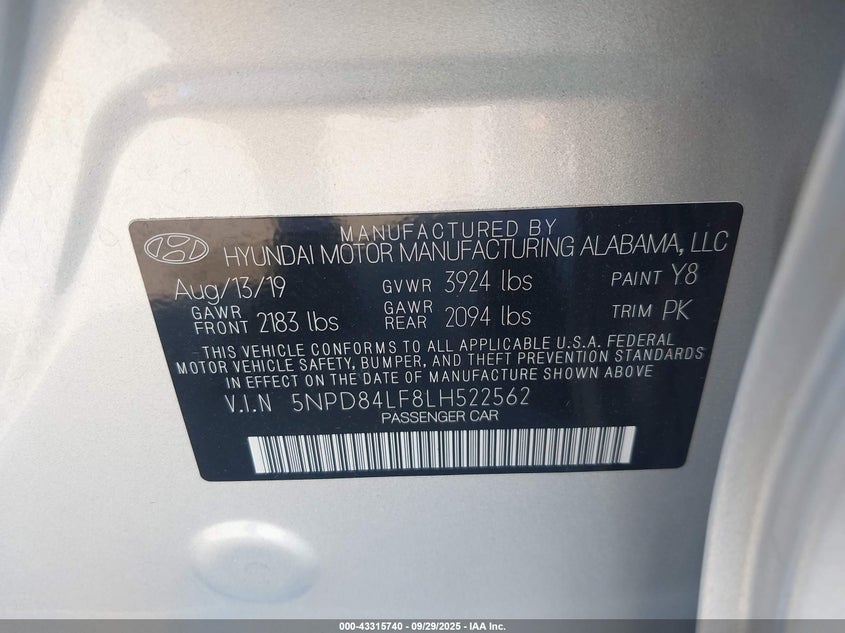 MANUFACTURED BY
HYUNDAI MOTOR MANUFACTURING ALABAMA, LLC
Aug/13/19 GVWR 3924 lbs PAINT Y8
GAWR FRONT 2183 lbs GAWR REAR 2094 lbs TRIM PK
THIS VEHICLE CONFORMS TO ALL APPLICABLE U.S.A. FEDERAL
MOTOR VEHICLE SAFETY, BUMPER, AND THEFT PREVENTION STANDARDS
IN EFFECT ON THE DATE OF MANUFACTURE SHOWN ABOVE
V.I.N 5NPD84LF8LH522562
PASSENGER CAR
000-43315740 - 09/29/2025 - IAA Inc.